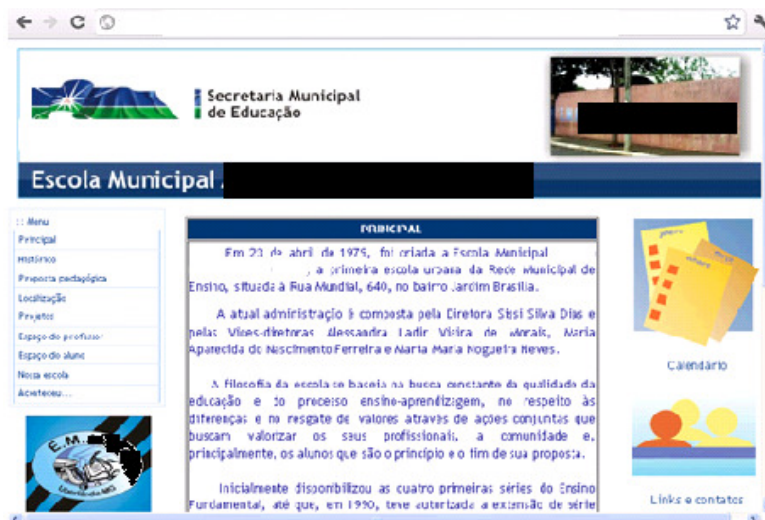 Secretaria Municipal
de Educação
Escola Municipal
:: Menu
Principal
Histórico
Proposta pedagógica
Localização
Projetos
Espaço do professor
Espaço do aluno
Nossa escola
Aconteceu...
E.M.
Uberlândia-MG
PRINCIPAL
Em 23 de abril de 1975, foi criada a Escola Municipal
, a primeira escola urbana da Rede Municipal de
Ensino, situada à Rua Mundial, 640, no bairro Jardim Brasília.
A atual administração é composta pela Diretora Sissi Silva Dias e
pelas Vices-diretoras Alessandra Ladir Vieira de Morais, Maria
Aparecida do Nascimento Ferreira e Marta Maria Nogueira Neves.
A filosofia da escola se baseia na busca constante da qualidade da
educação e do processo ensino-aprendizagem, no respeito às
diferenças e no resgate de valores através de ações conjuntas que
buscam valorizar os seus profissionais, a comunidade e,
principalmente, os alunos que são o princípio e o fim de sua proposta.
Inicialmente disponibilizou as quatro primeiras séries do Ensino
Fundamental, até que, em 1990, teve autorizada a extensão de série
Calendário
Links e contatos